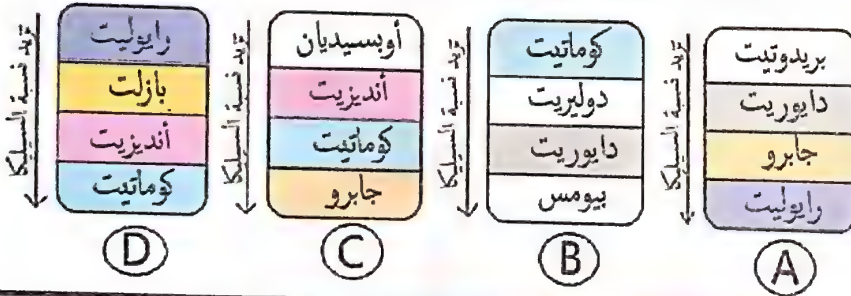 بريدوتيت
دايوريت
جابرو
رايوليت
تزيد نسبة السيليكا
A
كوماتيت
دوليريت
دايوريت
بيومس
تزيد نسبة السيليكا
B
أوبسيديان
أنديزيت
كوماتيت
جابرو
تزيد نسبة السيليكا
C
رايوليت
بازلت
أنديزيت
كوماتيت
تزيد نسبة السيليكا
D